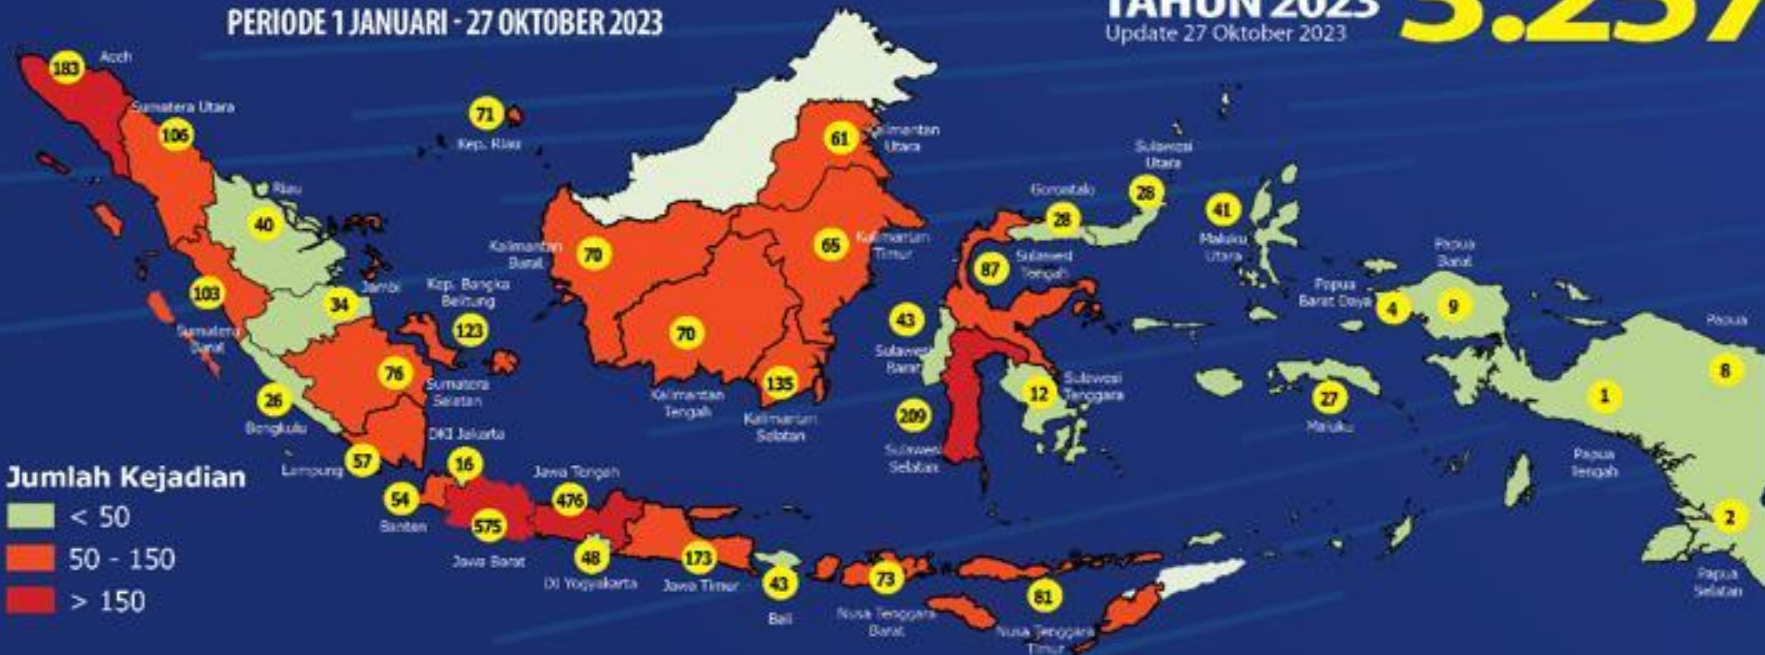 PERIODE 1 JANUARI - 27 OKTOBER 2023
TAHUN 2023
Update 27 Oktober 2023
3.237
183
Aceh
Sumatera Utara
106
71
Kep. Riau
61
Kalimantan
Utara
Sulawesi
Utara
28
Gorontalo
28
41
Maluku
Utara
Riau
40
Kalimantan
Barat
70
65
Kalimantan
Timur
87
Sulawesi
Tengah
Papua
Barat
9
Papua
Barat Daya
4
Papua
8
103
Sumatera
Barat
34
Jambi
Kep. Bangka
Belitung
123
70
Kalimantan
Tengah
135
Kalimantan
Selatan
43
Sulawesi
Barat
209
Sulawesi
Selatan
12
Sulawesi
Tenggara
27
Maluku
1
Papua
Tengah
2
Papua
Selatan
76
Sumatera
Selatan
26
Bengkulu
Lampung
57
DKI Jakarta
16
54
Banten
575
Jawa Barat
Jawa Tengah
476
48
DI Yogyakarta
173
Jawa Timur
43
Bali
73
Nusa Tenggara
Barat
81
Nusa Tenggara
Timur
Jumlah Kejadian
< 50
50 - 150
> 150